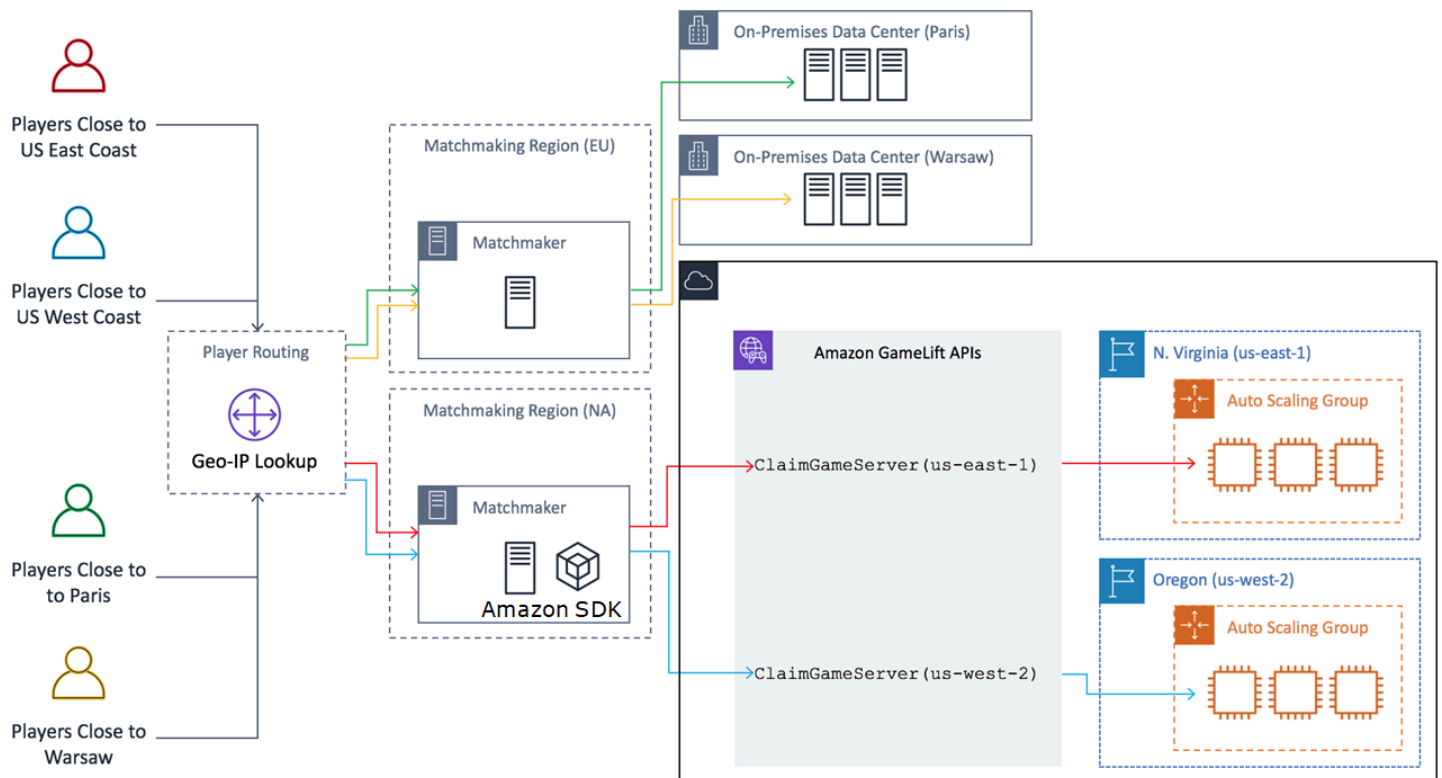 Players Close to
US East Coast
Players Close to
US West Coast
Players Close to
to Paris
Players Close to
Warsaw
Player Routing
Geo-IP Lookup
Matchmaking Region (EU)
Matchmaker
Matchmaking Region (NA)
Matchmaker
Amazon SDK
On-Premises Data Center (Paris)
On-Premises Data Center (Warsaw)
Amazon GameLift APIs
ClaimGameServer(us-east-1)
ClaimGameServer(us-west-2)
N. Virginia (us-east-1)
Auto Scaling Group
Oregon (us-west-2)
Auto Scaling Group